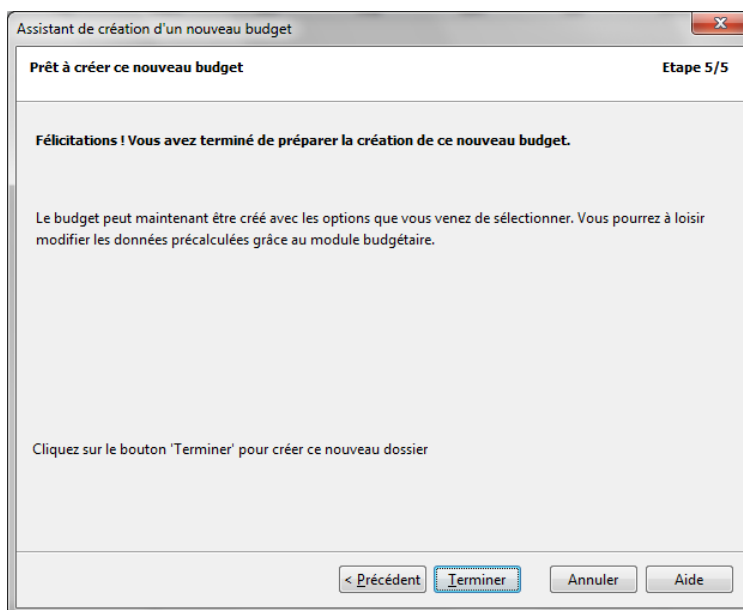 Assistant de création d'un nouveau budget
Prêt à créer ce nouveau budget Etape 5/5
Félicitations ! Vous avez terminé de préparer la création de ce nouveau budget.
Le budget peut maintenant être créé avec les options que vous venez de sélectionner. Vous pourrez à loisir
modifier les données précalculées grâce au module budgétaire.
Cliquez sur le bouton 'Terminer' pour créer ce nouveau dossier
< Précédent Terminer Annuler Aide